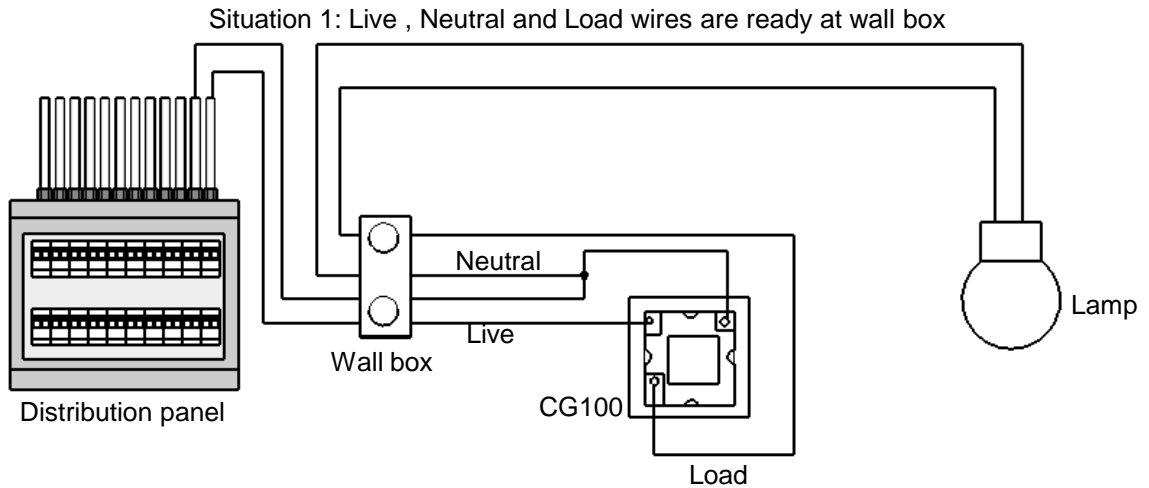 Situation 1: Live , Neutral and Load wires are ready at wall box
Neutral
Live
Wall box
Lamp
Distribution panel
CG100
Load